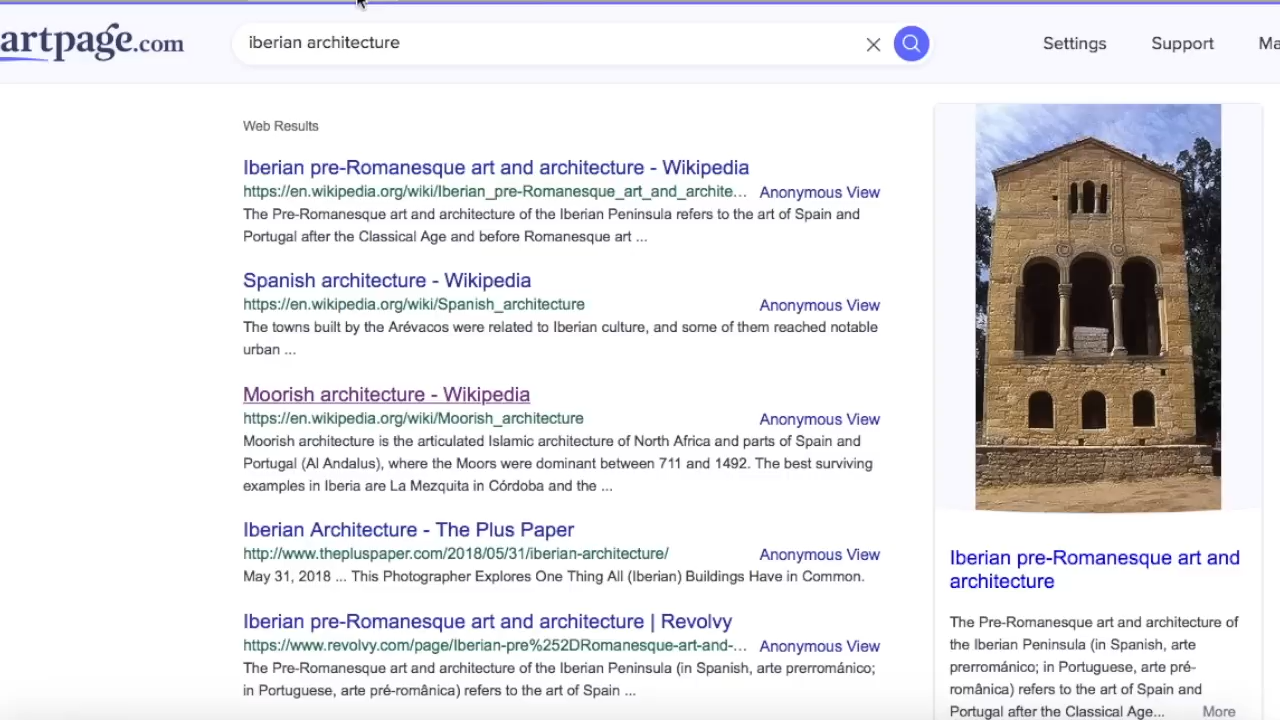 artpage.com
iberian architecture
Settings
Support
Ma
Web Results
Iberian pre-Romanesque art and architecture - Wikipedia
https://en.wikipedia.org/wiki/Iberian_pre-Romanesque_art_and_archite...
Anonymous View
The Pre-Romanesque art and architecture of the Iberian Peninsula refers to the art of Spain and
Portugal after the Classical Age and before Romanesque art ...
Spanish architecture - Wikipedia
https://en.wikipedia.org/wiki/Spanish_architecture
Anonymous View
The towns built by the Arévacos were related to Iberian culture, and some of them reached notable
urban ...
Moorish architecture - Wikipedia
https://en.wikipedia.org/wiki/Moorish_architecture
Anonymous View
Moorish architecture is the articulated Islamic architecture of North Africa and parts of Spain and
Portugal (Al Andalus), where the Moors were dominant between 711 and 1492. The best surviving
examples in Iberia are La Mezquita in Córdoba and the ...
Iberian Architecture - The Plus Paper
http://www.thepluspaper.com/2018/05/31/iberian-architecture/
Anonymous View
May 31, 2018 ... This Photographer Explores One Thing All (Iberian) Buildings Have in Common.
Iberian pre-Romanesque art and architecture | Revolvy
https://www.revolvy.com/page/Iberian-pre%252DRomanesque-art-and-...
Anonymous View
The Pre-Romanesque art and architecture of the Iberian Peninsula (in Spanish, arte prerrománico;
in Portuguese, arte pré-românica) refers to the art of Spain ...
Iberian pre-Romanesque art and
architecture
The Pre-Romanesque art and architecture of
the Iberian Peninsula (in Spanish, arte
prerrománico; in Portuguese, arte pré-
românica) refers to the art of Spain and
Portugal after the Classical Age...
More